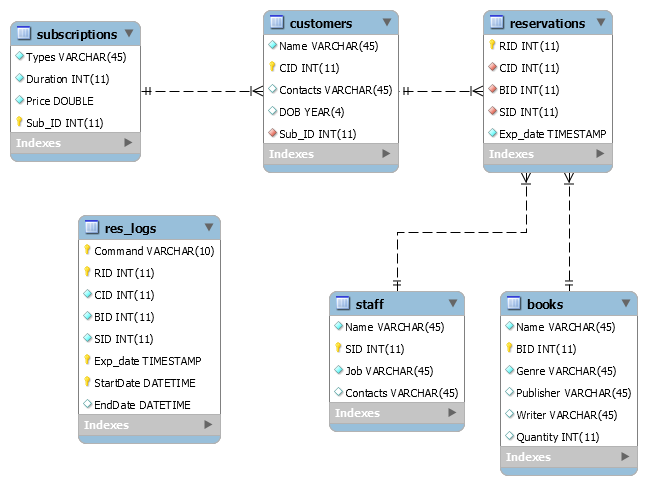 subscriptions
Types VARCHAR(45)
Duration INT(11)
Price DOUBLE
Sub_ID INT(11)
Indexes
customers
Name VARCHAR(45)
CID INT(11)
Contacts VARCHAR(45)
DOB YEAR(4)
Sub_ID INT(11)
Indexes
reservations
RID INT(11)
CID INT(11)
BID INT(11)
SID INT(11)
Exp_date TIMESTAMP
Indexes
res_logs
Command VARCHAR(10)
RID INT(11)
CID INT(11)
BID INT(11)
SID INT(11)
Exp_date TIMESTAMP
StartDate DATETIME
EndDate DATETIME
Indexes
staff
Name VARCHAR(45)
SID INT(11)
Job VARCHAR(45)
Contacts VARCHAR(45)
Indexes
books
Name VARCHAR(45)
BID INT(11)
Genre VARCHAR(45)
Publisher VARCHAR(45)
Writer VARCHAR(45)
Quantity INT(11)
Indexes